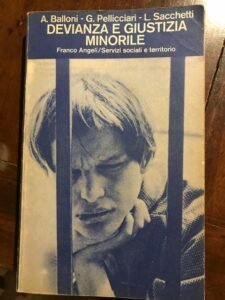 A. Balloni - G. Pellicciari - L. Sacchetti
DEVIANZA E GIUSTIZIA
MINORILE
Franco Angeli/Servizi sociali e territorio